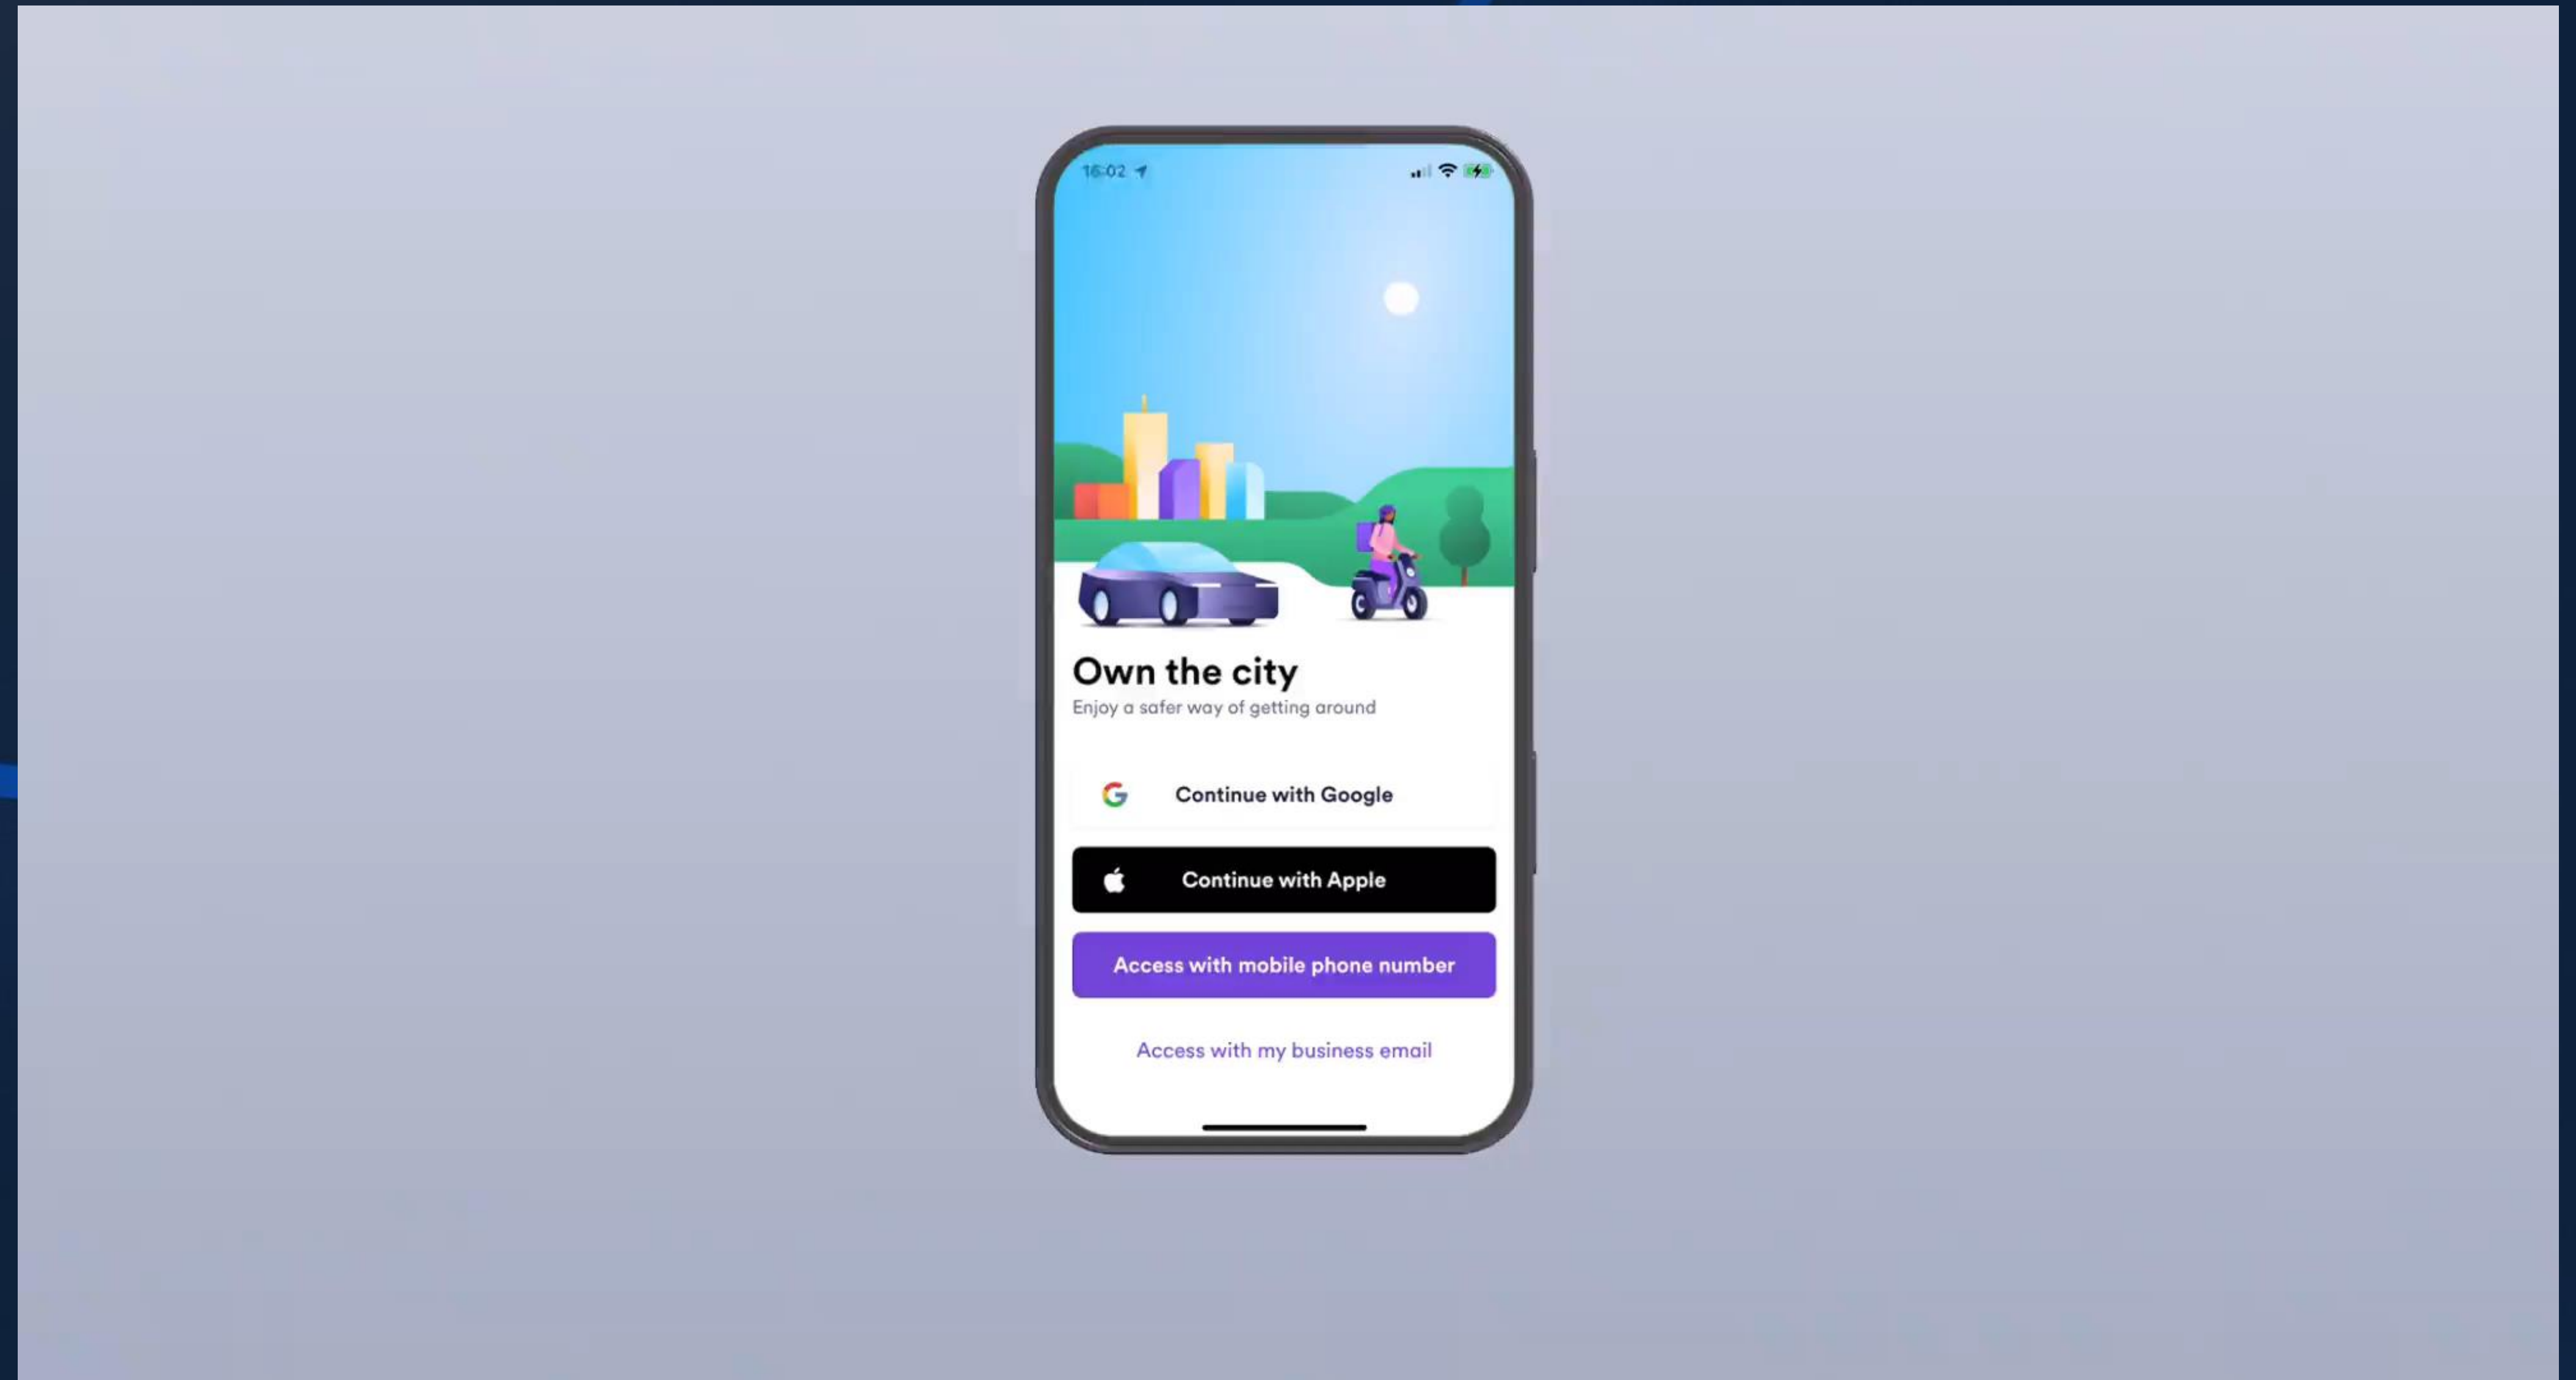 16:02
Own the city
Enjoy a safer way of getting around
Continue with Google
Continue with Apple
Access with mobile phone number
Access with my business email